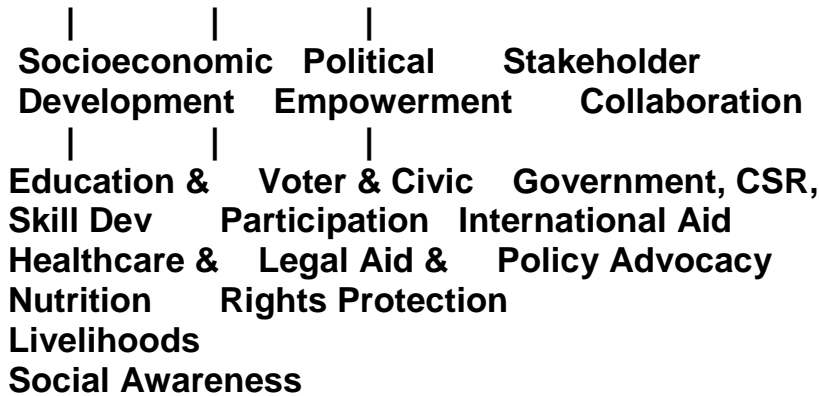 | | |
Socioeconomic Political Stakeholder
Development Empowerment Collaboration
| | |
Education & Voter & Civic Government, CSR,
Skill Dev Participation International Aid
Healthcare & Legal Aid & Policy Advocacy
Nutrition Rights Protection
Livelihoods
Social Awareness